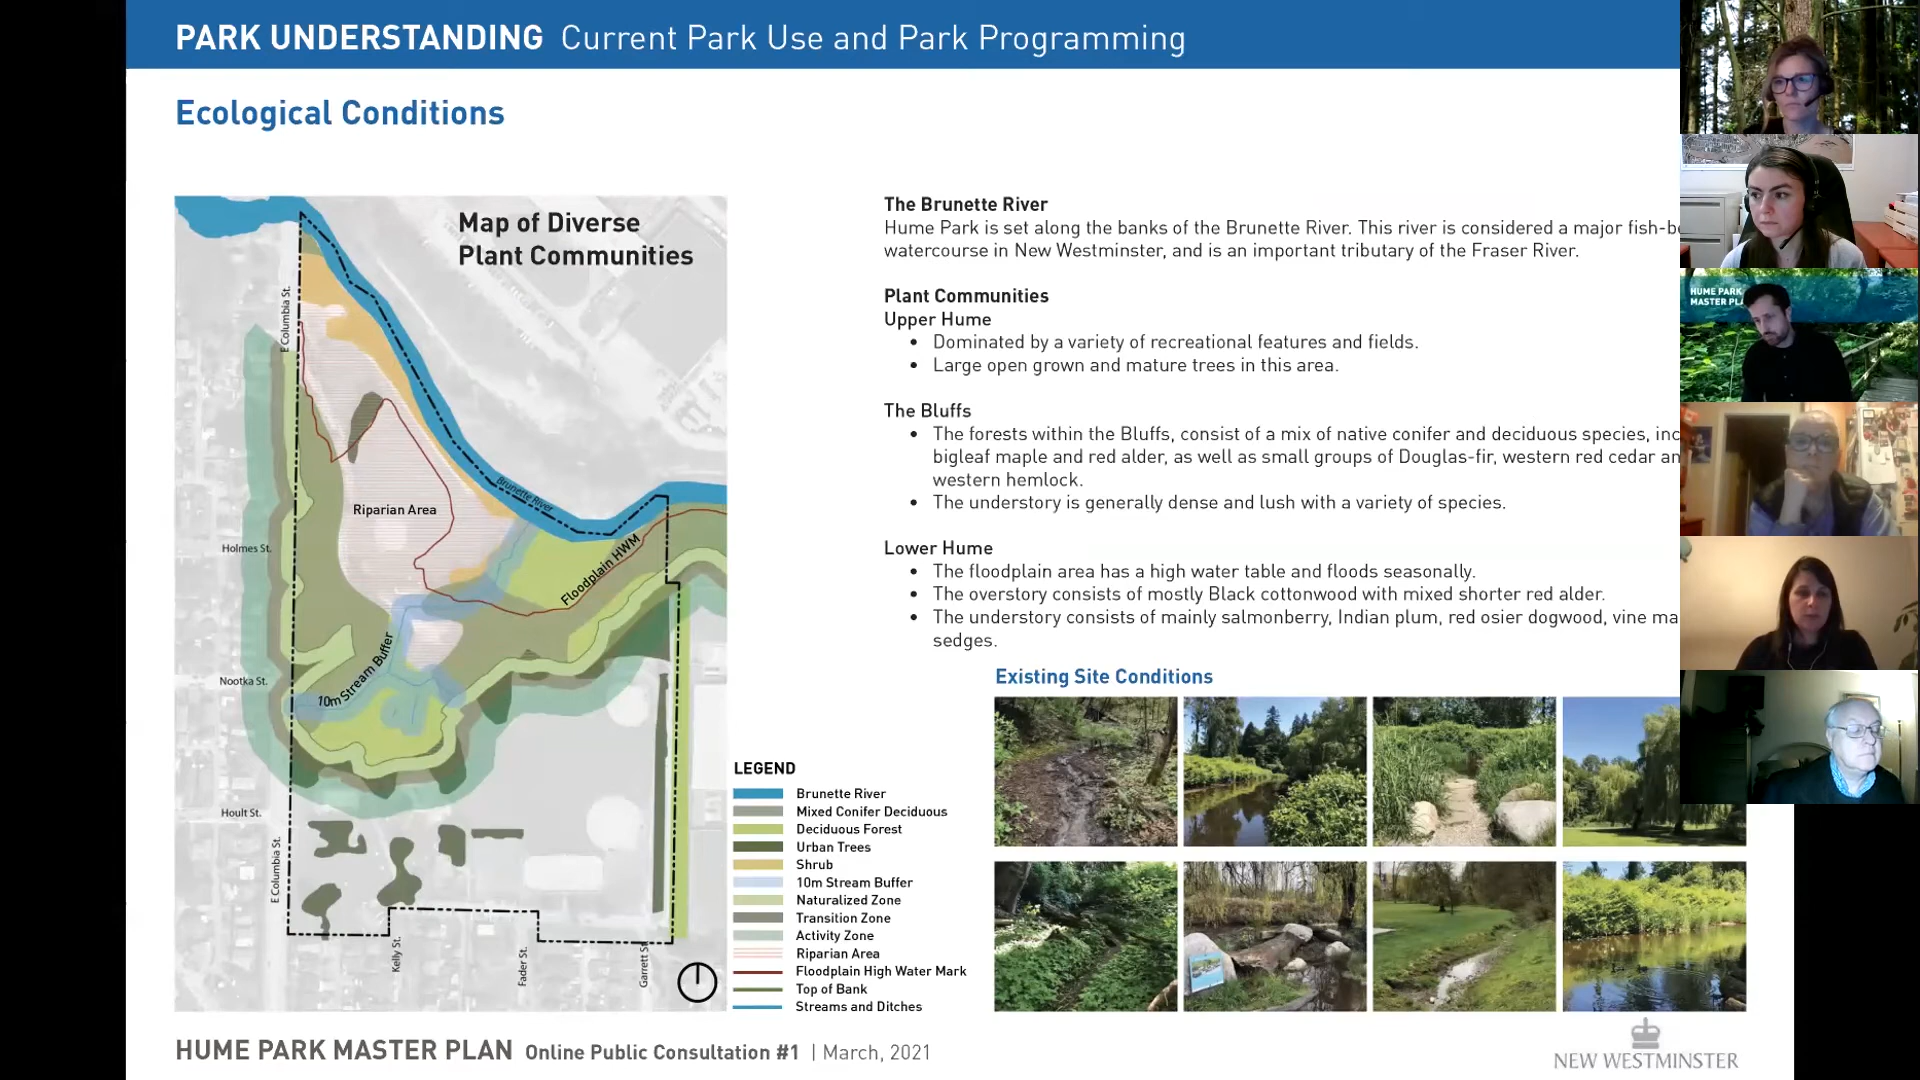 PARK UNDERSTANDING Current Park Use and Park Programming
Ecological Conditions
Map of Diverse
Plant Communities
E Columbia St.
Brunette River
Riparian Area
Holmes St.
Floodplain HWM
10m Stream Buffer
Nootka St.
Hoult St.
E Columbia St.
Kelly St.
Fader St.
Garrett St
The Brunette River
Hume Park is set along the banks of the Brunette River. This river is considered a major fish-b
watercourse in New Westminster, and is an important tributary of the Fraser River.
Plant Communities
Upper Hume
• Dominated by a variety of recreational features and fields.
• Large open grown and mature trees in this area.
The Bluffs
• The forests within the Bluffs, consist of a mix of native conifer and deciduous species, inc
bigleaf maple and red alder, as well as small groups of Douglas-fir, western red cedar an
western hemlock.
• The understory is generally dense and lush with a variety of species.
Lower Hume
• The floodplain area has a high water table and floods seasonally.
• The overstory consists of mostly Black cottonwood with mixed shorter red alder.
• The understory consists of mainly salmonberry, Indian plum, red osier dogwood, vine ma
sedges.
Existing Site Conditions
LEGEND
Brunette River
Mixed Conifer Deciduous
Deciduous Forest
Urban Trees
Shrub
10m Stream Buffer
Naturalized Zone
Transition Zone
Activity Zone
Riparian Area
Floodplain High Water Mark
Top of Bank
Streams and Ditches
HUME PARK
MASTER PLA
HUME PARK MASTER PLAN Online Public Consultation #1 | March, 2021
NEW WESTMINSTER